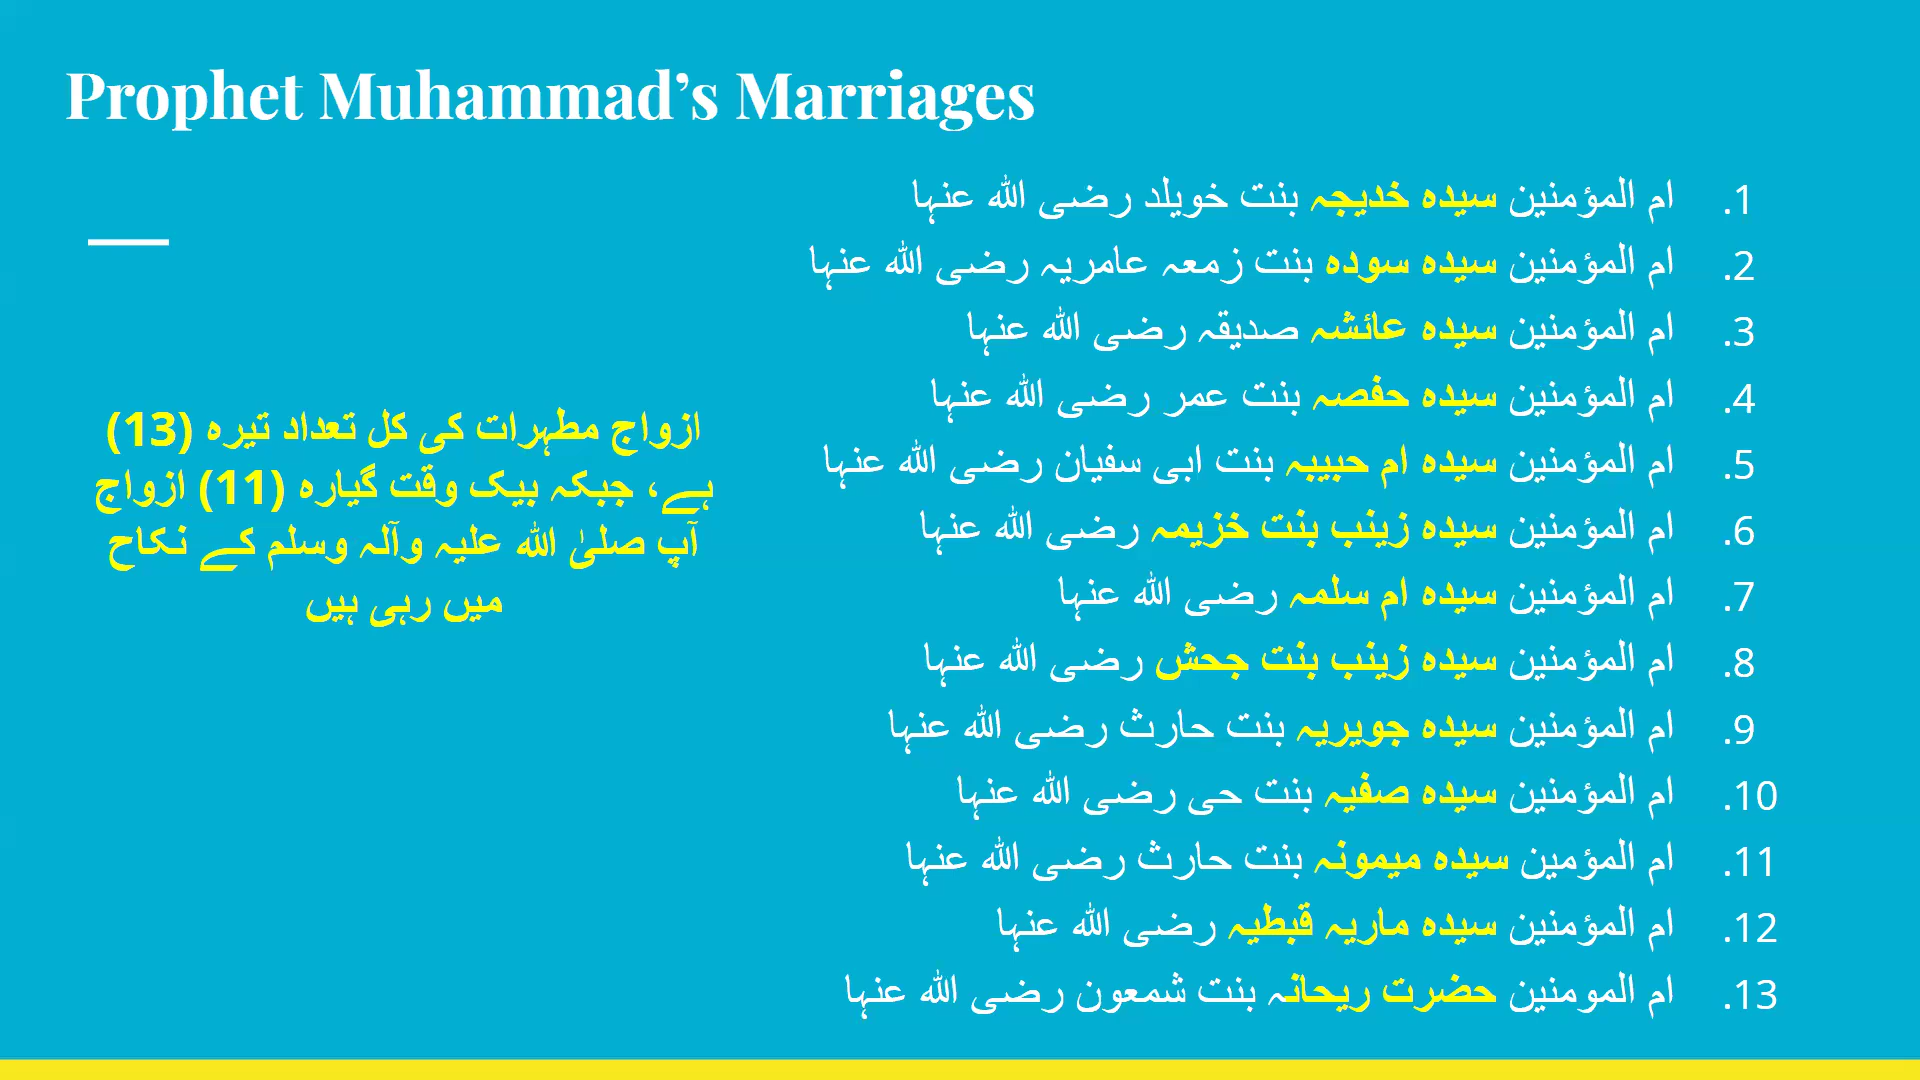 Prophet Muhammad’s Marriages
ازواج مطہرات کی کل تعداد تیرہ (13)
ہے، جبکہ بیک وقت گیارہ (11) ازواج
آپ صلیٰ اللہ علیہ وآلہ وسلم کے نکاح
میں رہی ہیں
1. ام المؤمنین سیدہ خدیجہ بنت خویلد رضی اللہ عنہا
2. ام المؤمنین سیدہ سودہ بنت زمعہ عامریہ رضی اللہ عنہا
3. ام المؤمنین سیدہ عائشہ صدیقہ رضی اللہ عنہا
4. ام المؤمنین سیدہ حفصہ بنت عمر رضی اللہ عنہا
5. ام المؤمنین سیدہ ام حبیبہ بنت ابی سفیان رضی اللہ عنہا
6. ام المؤمنین سیدہ زینب بنت خزیمہ رضی اللہ عنہا
7. ام المؤمنین سیدہ ام سلمہ رضی اللہ عنہا
8. ام المؤمنین سیدہ زینب بنت جحش رضی اللہ عنہا
9. ام المؤمنین سیدہ جویریہ بنت حارث رضی اللہ عنہا
10. ام المؤمنین سیدہ صفیہ بنت حی رضی اللہ عنہا
11. ام المؤمین سیدہ میمونہ بنت حارث رضی اللہ عنہا
12. ام المؤمنین سیدہ ماریہ قبطیہ رضی اللہ عنہا
13. ام المومنین حضرت ریحانہ بنت شمعون رضی اللہ عنہا